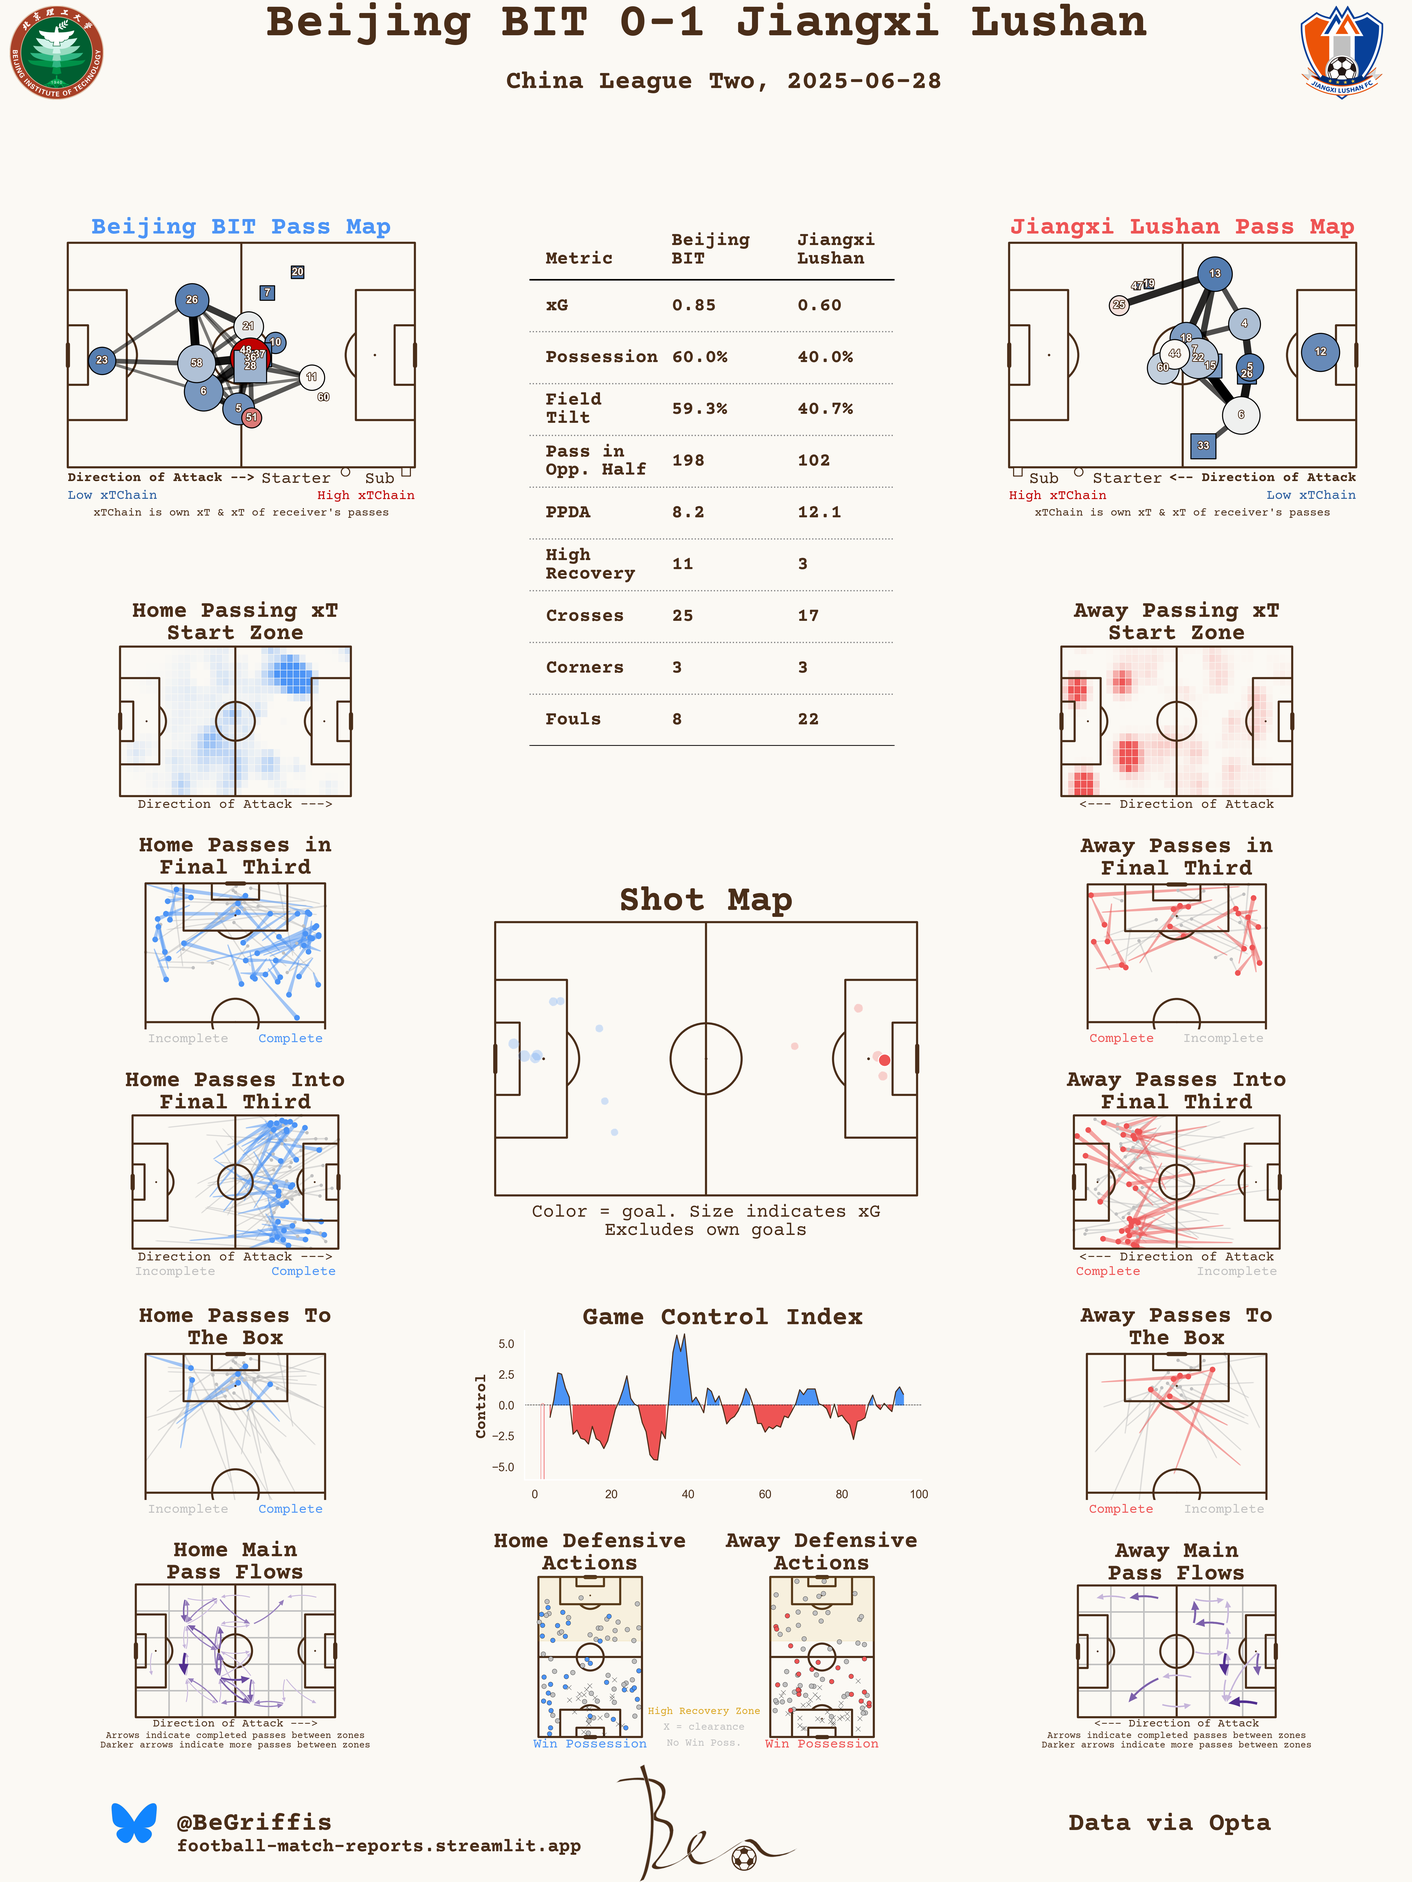 Beijing BIT 0-1 Jiangxi Lushan
China League Two, 2025-06-28
北京理工大学
BEIJING INSTITUTE OF TECHNOLOGY
1940
JIANGXI LUSHAN FC
Beijing BIT Pass Map
20
7
26
21
10
48
37
36
28
23
58
11
6
60
5
51
Direction of Attack --> Starter Sub
Low xTChain High xTChain
xTChain is own xT & xT of receiver's passes
Metric Beijing BIT Jiangxi Lushan
xG 0.85 0.60
Possession 60.0% 40.0%
Field Tilt 59.3% 40.7%
Pass in Opp. Half 198 102
PPDA 8.2 12.1
High Recovery 11 3
Crosses 25 17
Corners 3 3
Fouls 8 22
Jiangxi Lushan Pass Map
13
47
19
25
4
18
7
44
22
12
60
15
5
26
6
33
Sub Starter <-- Direction of Attack
High xTChain Low xTChain
xTChain is own xT & xT of receiver's passes
Home Passing xT
Start Zone
Direction of Attack --->
Away Passing xT
Start Zone
<--- Direction of Attack
Home Passes in
Final Third
Incomplete Complete
Away Passes in
Final Third
Complete Incomplete
Shot Map
Color = goal. Size indicates xG
Excludes own goals
Home Passes Into
Final Third
Direction of Attack --->
Incomplete Complete
Away Passes Into
Final Third
<--- Direction of Attack
Complete Incomplete
Home Passes To
The Box
Incomplete Complete
Game Control Index
Control
5.0
2.5
0.0
−2.5
−5.0
0 20 40 60 80 100
Away Passes To
The Box
Complete Incomplete
Home Main
Pass Flows
Direction of Attack --->
Arrows indicate completed passes between zones
Darker arrows indicate more passes between zones
Home Defensive
Actions
Win Possession
High Recovery Zone
X = clearance
No Win Poss.
Away Defensive
Actions
Win Possession
Away Main
Pass Flows
<--- Direction of Attack
Arrows indicate completed passes between zones
Darker arrows indicate more passes between zones
@BeGriffis
football-match-reports.streamlit.app
Ben
Data via Opta